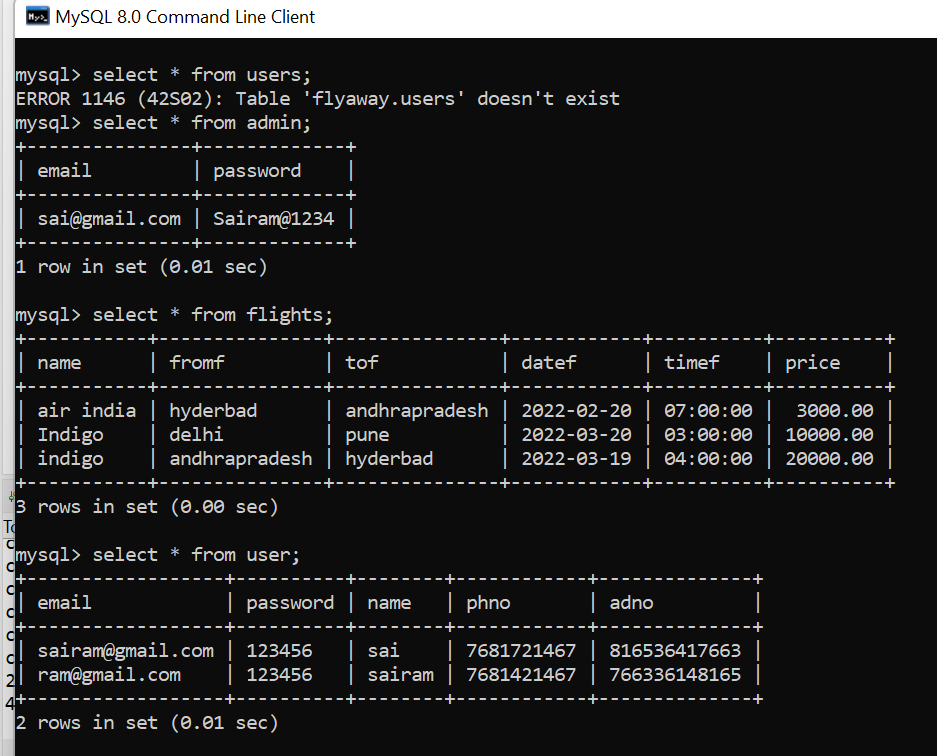 MySQL 8.0 Command Line Client
mysql> select * from users;
ERROR 1146 (42S02): Table 'flyaway.users' doesn't exist
mysql> select * from admin;
+---------------+-------------+
| email         | password    |
+---------------+-------------+
| sai@gmail.com | Sairam@1234 |
+---------------+-------------+
1 row in set (0.01 sec)
mysql> select * from flights;
+-----------+---------------+---------------+------------+----------+----------+
| name      | fromf         | tof           | datef      | timef    | price    |
+-----------+---------------+---------------+------------+----------+----------+
| air india | hyderbad      | andhrapradesh | 2022-02-20 | 07:00:00 |  3000.00 |
| Indigo    | delhi         | pune          | 2022-03-20 | 03:00:00 | 10000.00 |
| indigo    | andhrapradesh | hyderbad      | 2022-03-19 | 04:00:00 | 20000.00 |
+-----------+---------------+---------------+------------+----------+----------+
3 rows in set (0.00 sec)
mysql> select * from user;
+------------------+----------+--------+------------+--------------+
| email            | password | name   | phno       | adno         |
+------------------+----------+--------+------------+--------------+
| sairam@gmail.com | 123456   | sai    | 7681721467 | 816536417663 |
| ram@gmail.com    | 123456   | sairam | 7681421467 | 766336148165 |
+------------------+----------+--------+------------+--------------+
2 rows in set (0.01 sec)